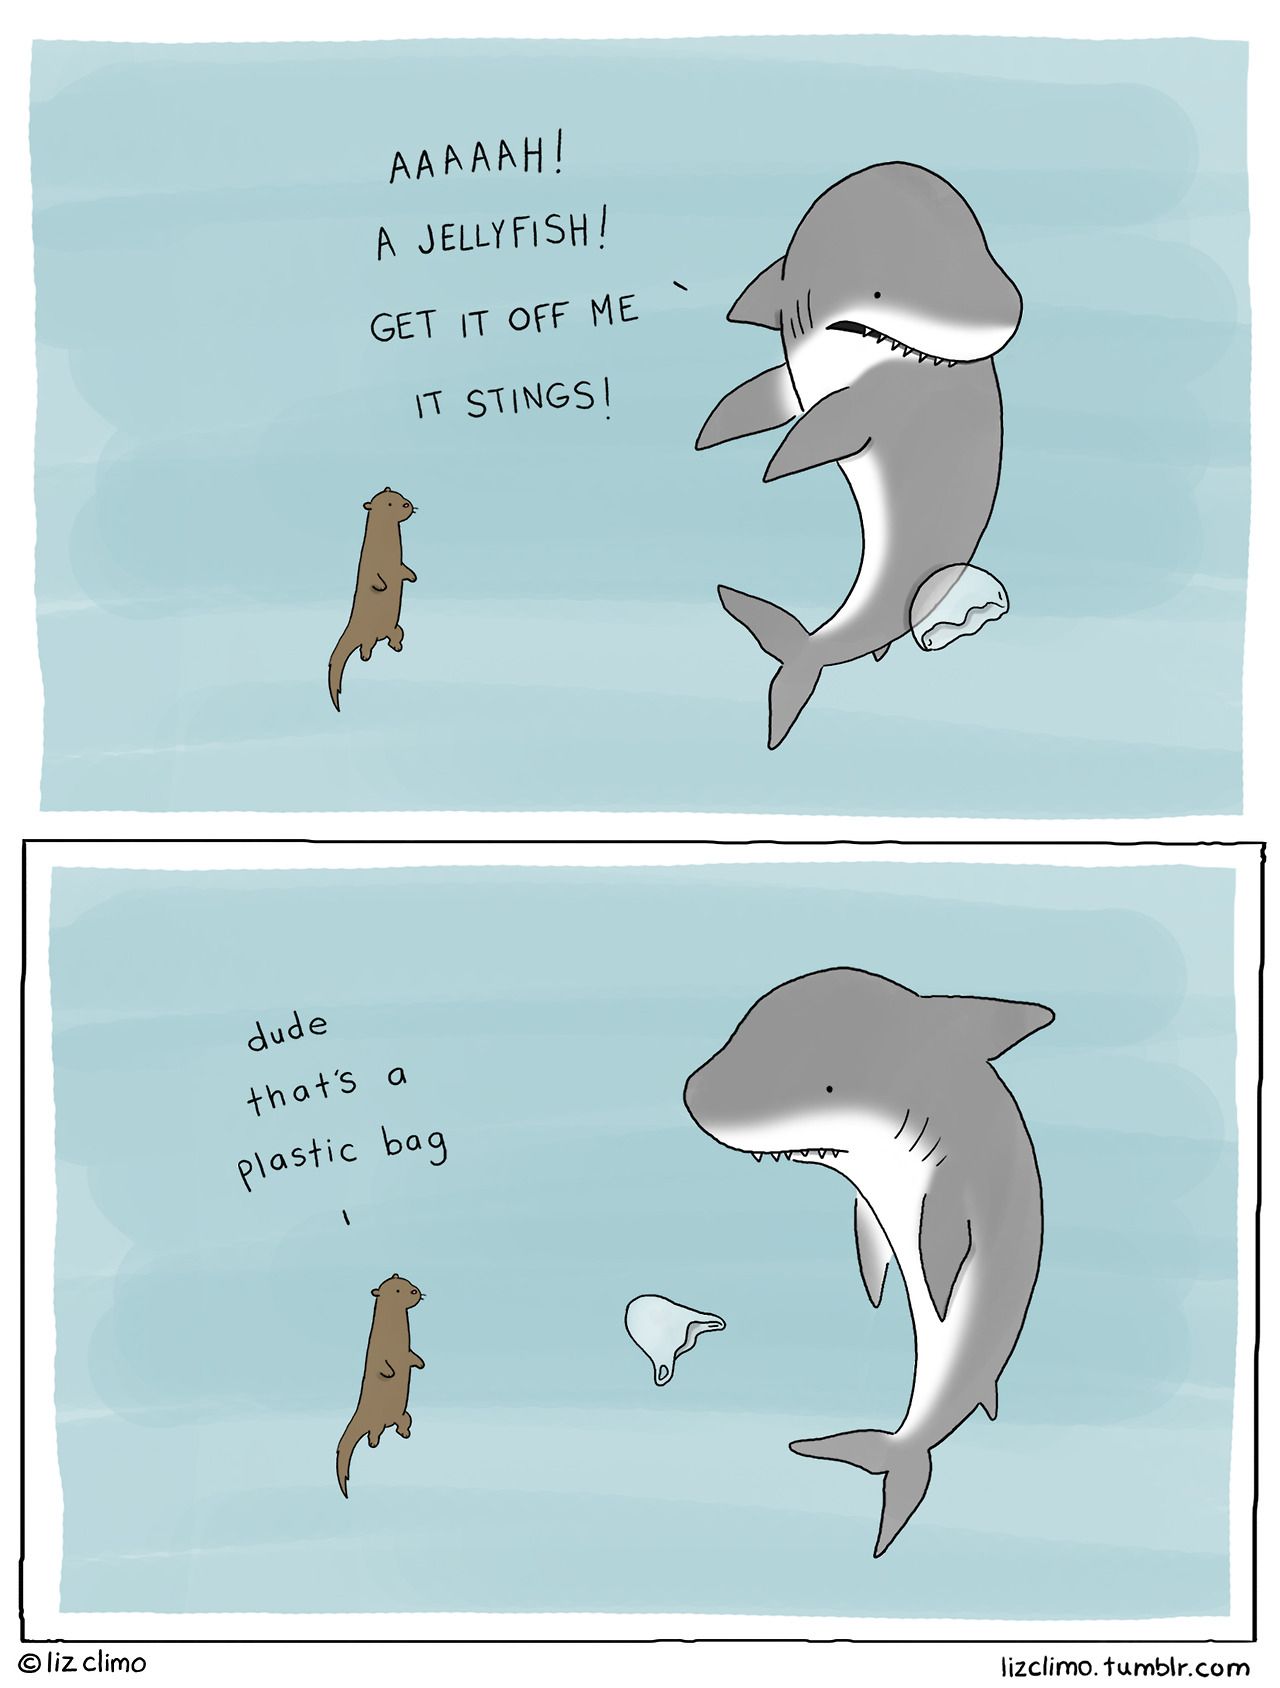 AAAAAH!
A JELLYFISH!
GET IT OFF ME
IT STINGS!
dude
that's a
plastic bag
© liz climo
lizclimo.tumblr.com